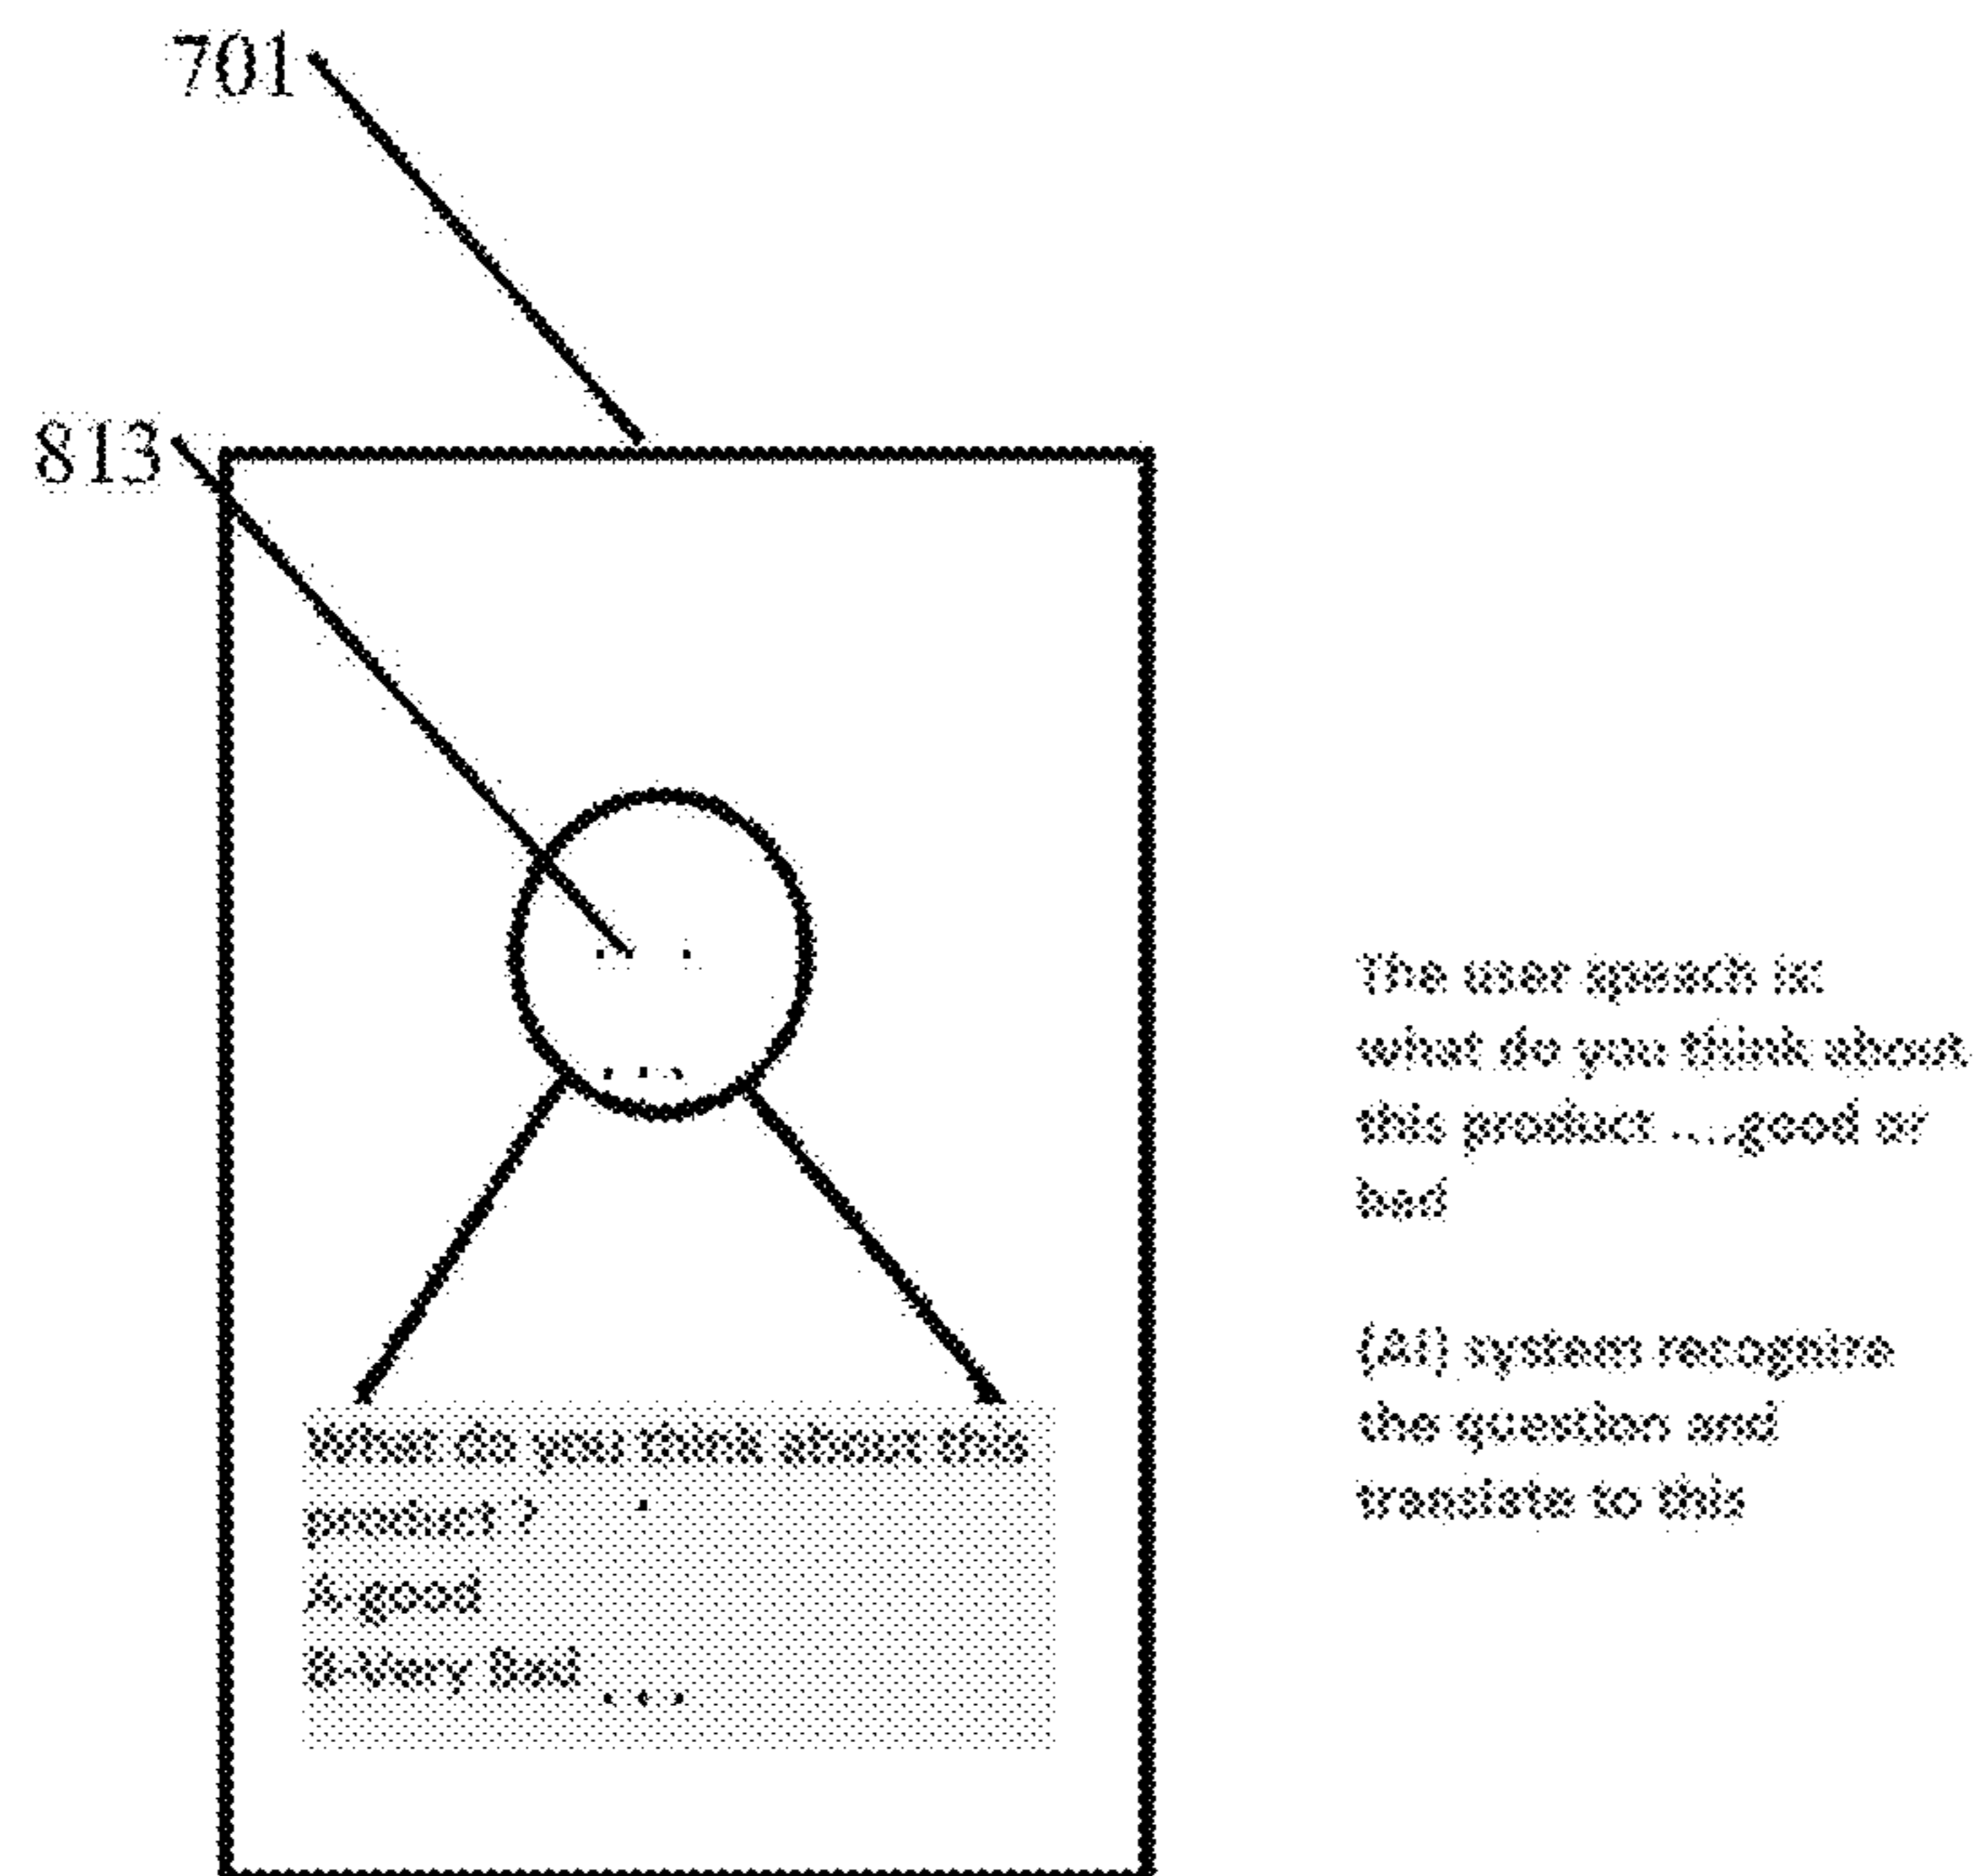 701
813
The user speech is:
what do you think about
this product ....good or
bad
(AI) system recognize
the question and
translate to this
What do you think about this
product ?
A-good
B-Very Bad